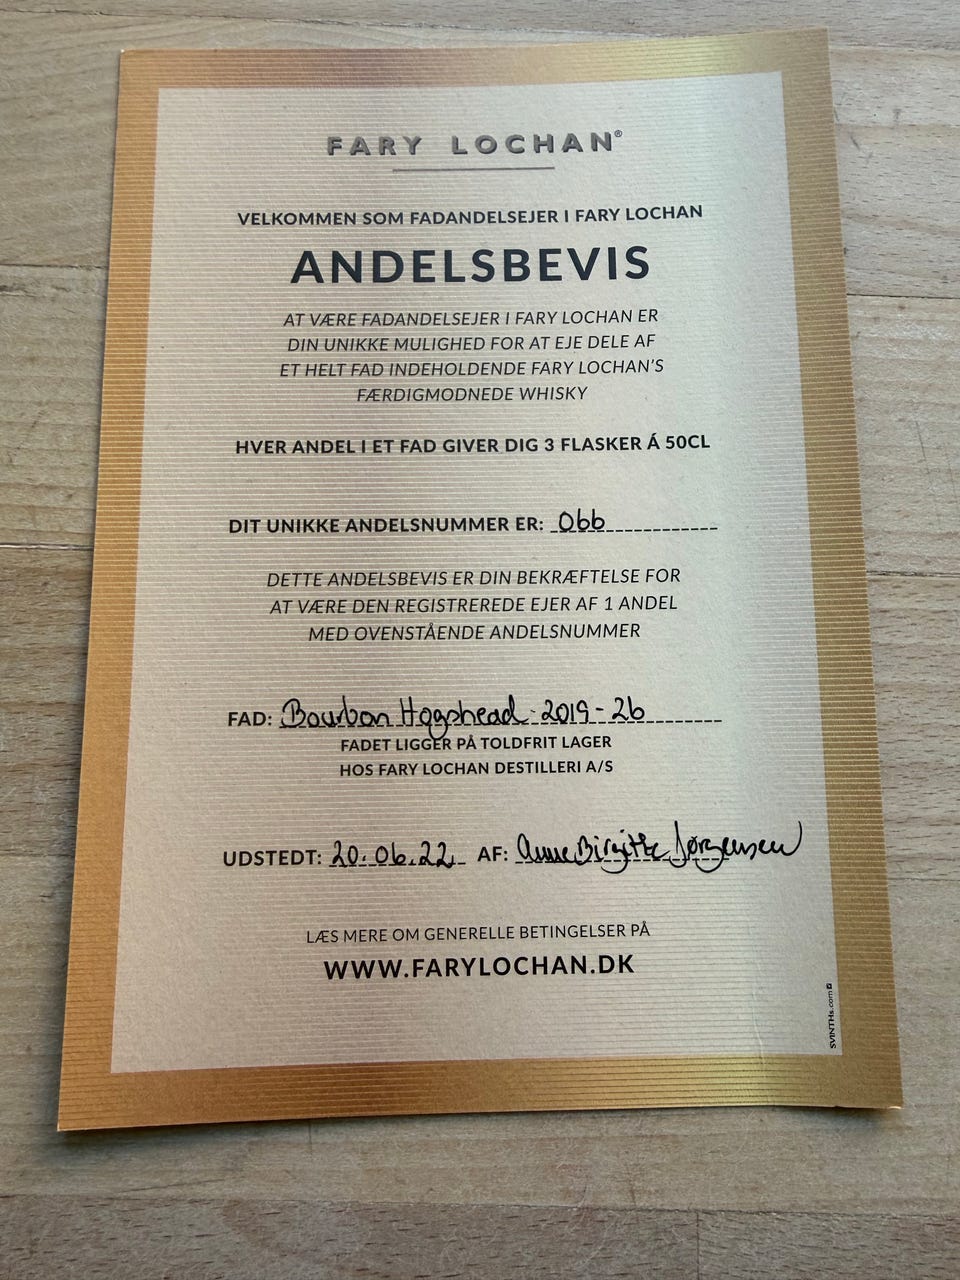 FARY LOCHAN®
VELKOMMEN SOM FADANDELSEJER I FARY LOCHAN
ANDELSBEVIS
AT VÆRE FADANDELSEJER I FARY LOCHAN ER
DIN UNIKKE MULIGHED FOR AT EJE DELE AF
ET HELT FAD INDEHOLDENDE FARY LOCHAN'S
FÆRDIGMODNEDE WHISKY
HVER ANDEL I ET FAD GIVER DIG 3 FLASKER Á 50CL
DIT UNIKKE ANDELSNUMMER ER: 066
DETTE ANDELSBEVIS ER DIN BEKRÆFTELSE FOR
AT VÆRE DEN REGISTREREDE EJER AF 1 ANDEL
MED OVENSTÅENDE ANDELSNUMMER
FAD: Bourbon Hogshead - 2019 - 26
FADET LIGGER PÅ TOLDFRIT LAGER
HOS FARY LOCHAN DESTILLERI A/S
UDSTEDT: 20.06.22 AF: Anne Birgitte Jørgensen
LÆS MERE OM GENERELLE BETINGELSER PÅ
WWW.FARYLOCHAN.DK
SVINTHs.com